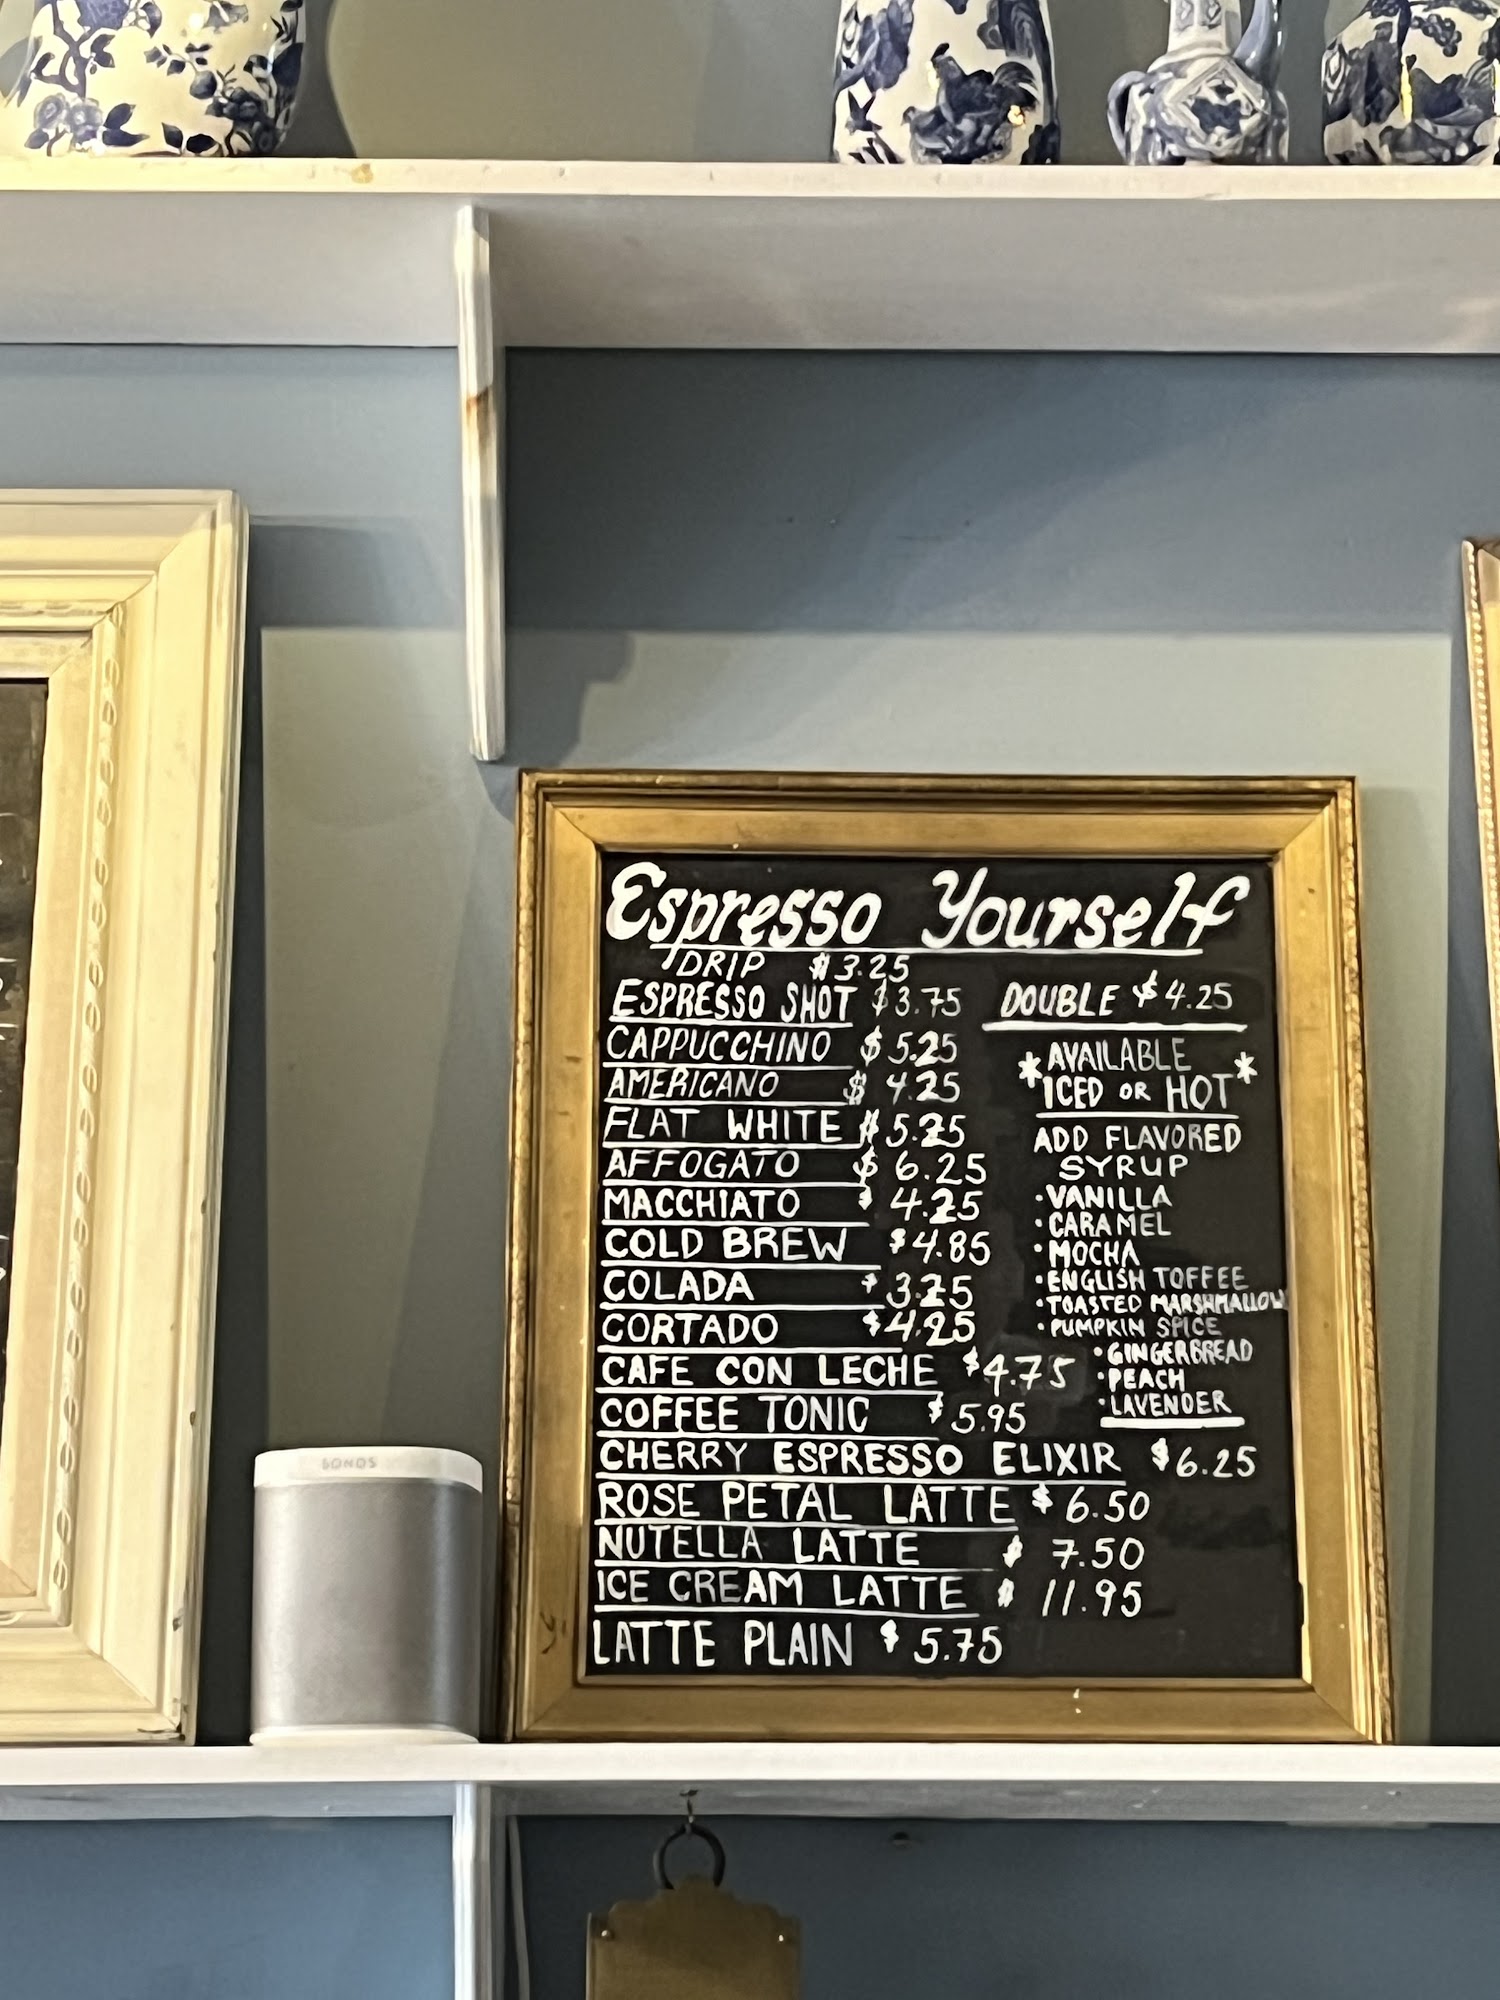 Espresso Yourself
DRIP $3.25
ESPRESSO SHOT $3.75 DOUBLE $4.25
CAPPUCCHINO $5.25
AMERICANO $4.25
FLAT WHITE $5.25
AFFOGATO $6.25
MACCHIATO $4.25
COLD BREW $4.85
COLADA $3.25
CORTADO $4.25
CAFE CON LECHE $4.75
COFFEE TONIC $5.95
CHERRY ESPRESSO ELIXIR $6.25
ROSE PETAL LATTE $6.50
NUTELLA LATTE $7.50
ICE CREAM LATTE $11.95
LATTE PLAIN $5.75
*AVAILABLE
ICED OR HOT*
ADD FLAVORED
SYRUP
·VANILLA
·CARAMEL
·MOCHA
·ENGLISH TOFFEE
·TOASTED MARSHMALLOW
·PUMPKIN SPICE
·GINGERBREAD
·PEACH
·LAVENDER
SONOS